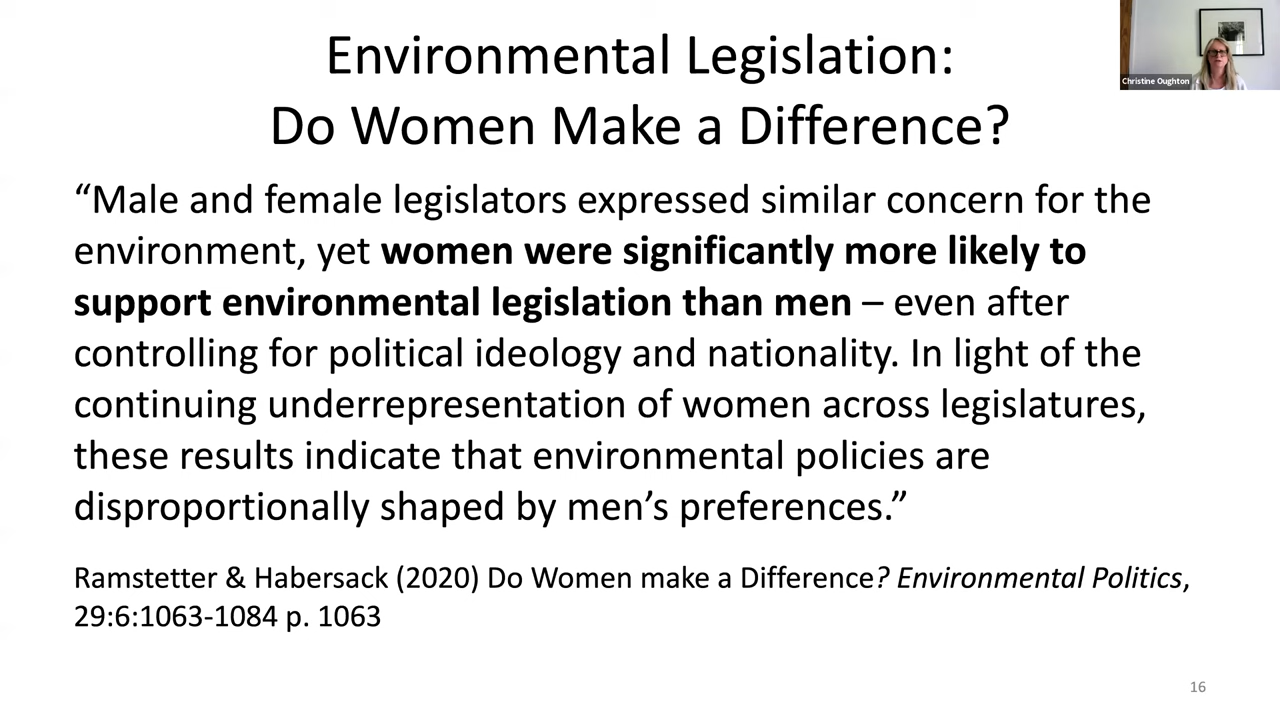 Environmental Legislation:
Do Women Make a Difference?
Christine Oughton
“Male and female legislators expressed similar concern for the
environment, yet women were significantly more likely to
support environmental legislation than men – even after
controlling for political ideology and nationality. In light of the
continuing underrepresentation of women across legislatures,
these results indicate that environmental policies are
disproportionally shaped by men’s preferences.”
Ramstetter & Habersack (2020) Do Women make a Difference? Environmental Politics,
29:6:1063-1084 p. 1063
16